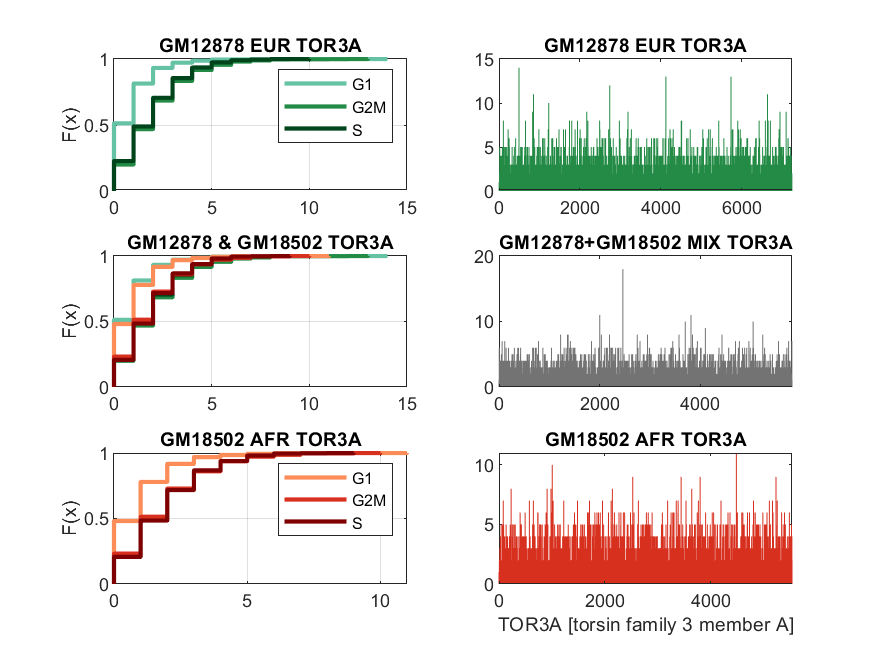 GM12878 EUR TOR3A
1
0.5
0
F(x)
0 5 10 15
G1
G2M
S
GM12878 EUR TOR3A
15
10
5
0
0 2000 4000 6000
GM12878 & GM18502 TOR3A
1
0.5
0
F(x)
0 5 10 15
GM12878+GM18502 MIX TOR3A
20
10
0
0 2000 4000
GM18502 AFR TOR3A
1
0.5
0
F(x)
0 5 10
G1
G2M
S
GM18502 AFR TOR3A
10
5
0
0 2000 4000
TOR3A [torsin family 3 member A]